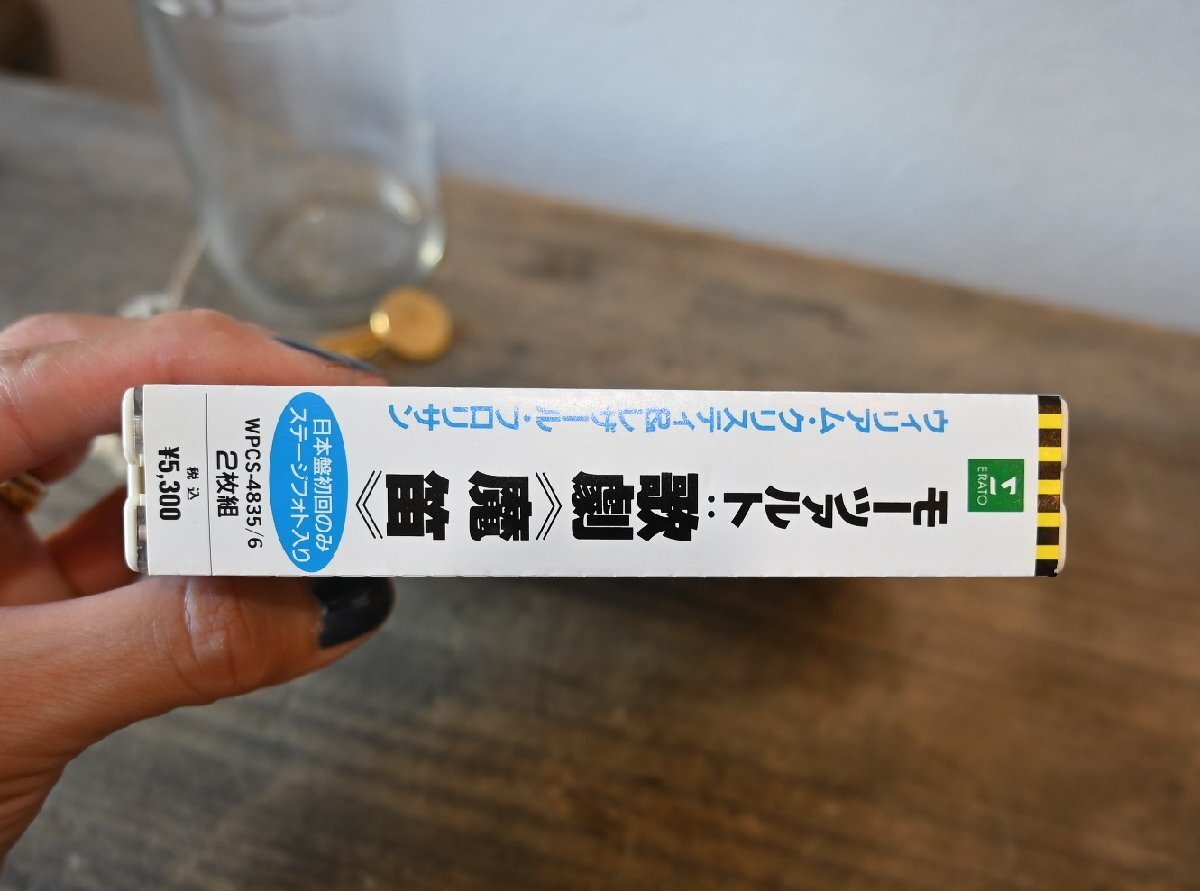 ERATO
モーツァルト:歌劇《魔笛》
ウィリアム・クリスティ&レザール・フロリサン
日本盤初回のみ
ステージフォト入り
WPCS-4835/6
2枚組
税込
¥5,300